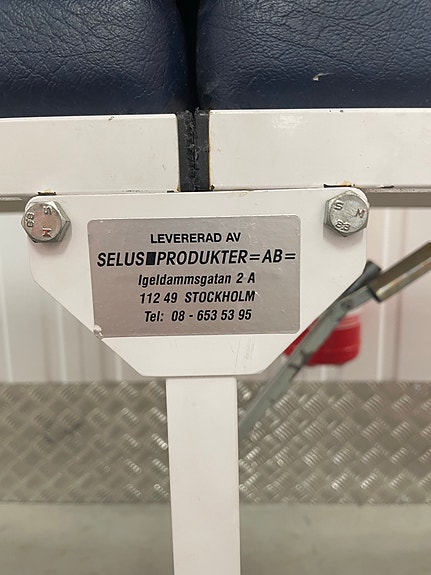 LEVERERAD AV
SELUS■PRODUKTER=AB=
Igeldammsgatan 2 A
112 49 STOCKHOLM
Tel: 08 - 653 53 95